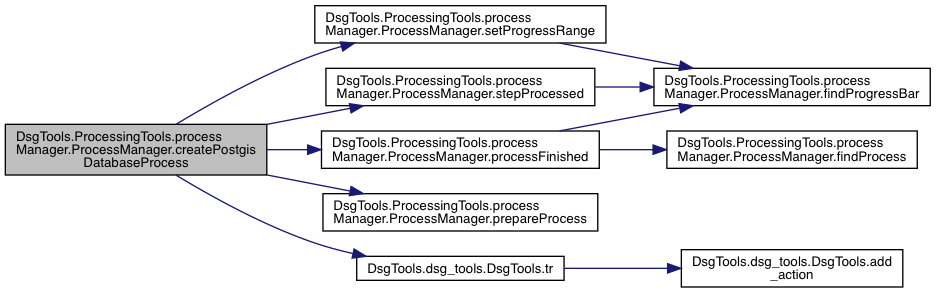 DsgTools.ProcessingTools.process
Manager.ProcessManager.createPostgis
DatabaseProcess
DsgTools.ProcessingTools.process
Manager.ProcessManager.setProgressRange
DsgTools.ProcessingTools.process
Manager.ProcessManager.stepProcessed
DsgTools.ProcessingTools.process
Manager.ProcessManager.processFinished
DsgTools.ProcessingTools.process
Manager.ProcessManager.prepareProcess
DsgTools.dsg_tools.DsgTools.tr
DsgTools.ProcessingTools.process
Manager.ProcessManager.findProgressBar
DsgTools.ProcessingTools.process
Manager.ProcessManager.findProcess
DsgTools.dsg_tools.DsgTools.add
_action